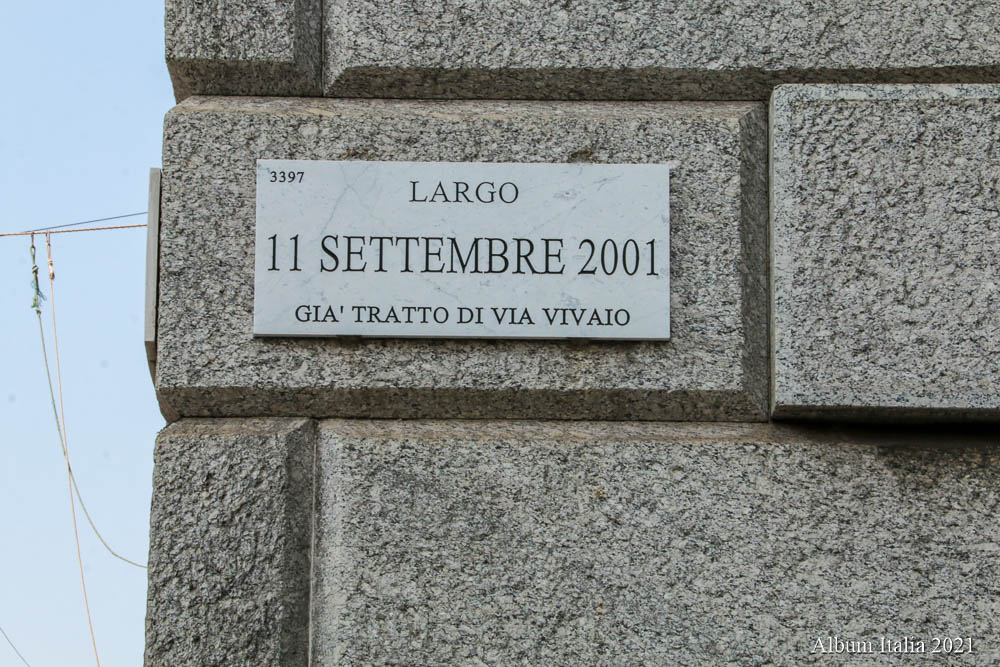 3397
LARGO
11 SETTEMBRE 2001
GIA' TRATTO DI VIA VIVAIO
Album Italia 2021